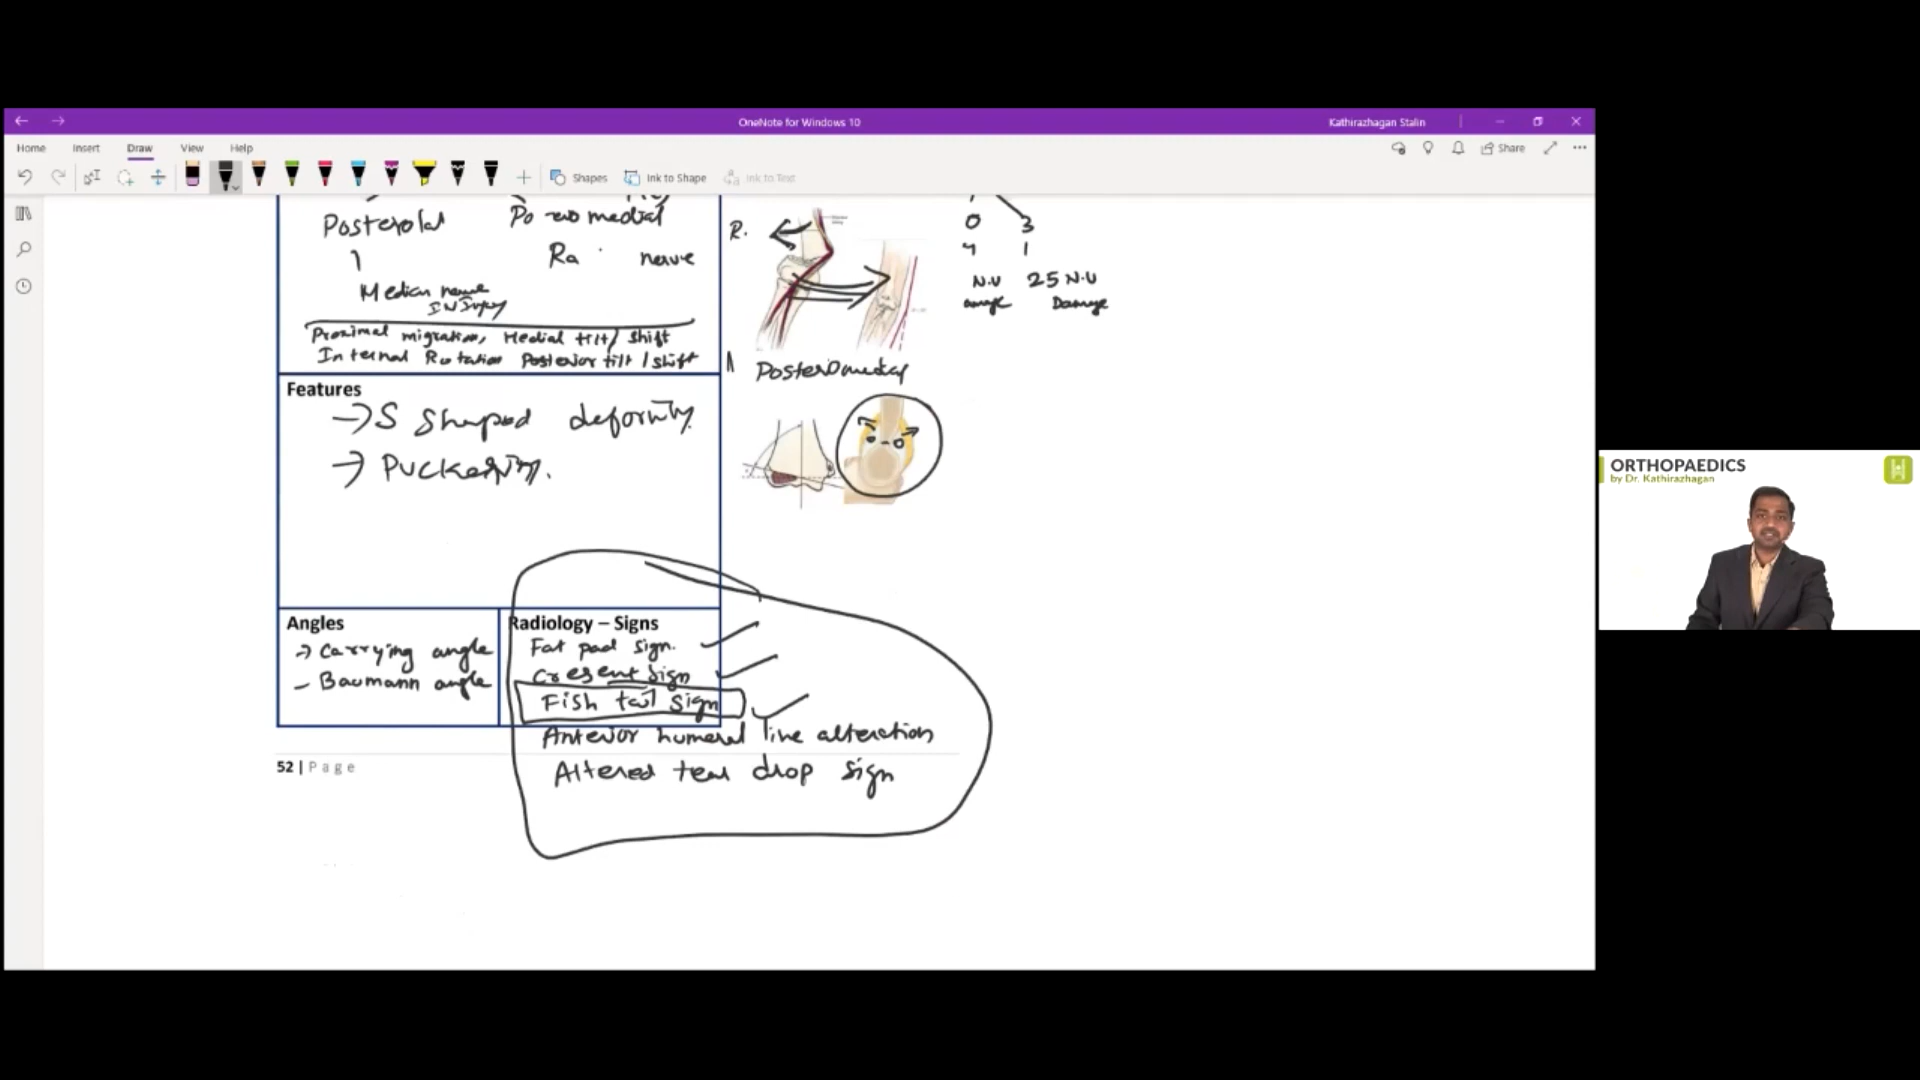 OneNote for Windows 10
Kathirazhagan Stalin
Home Insert Draw View Help
Share
Shapes Ink to Shape Ink to Text
Posterolat
medial
Ra nerve
Median nerve
Injury
Proximal migration, Medial tilt/ shift
Internal Rotation Posterior tilt / shift
R.
Posteromedial
0 3
4 1
N.V 25 N.V
Damage
Features
→ S Shaped deformity
→ Puckering.
Angles
→ Carrying angle
– Baumann angle
Radiology – Signs
Fat pad sign.
Cresent Sign
Fish tail Sign
Anterior humeral line alteration
Altered tear drop sign
52 | Page
ORTHOPAEDICS
by Dr. Kathirazhagan
H